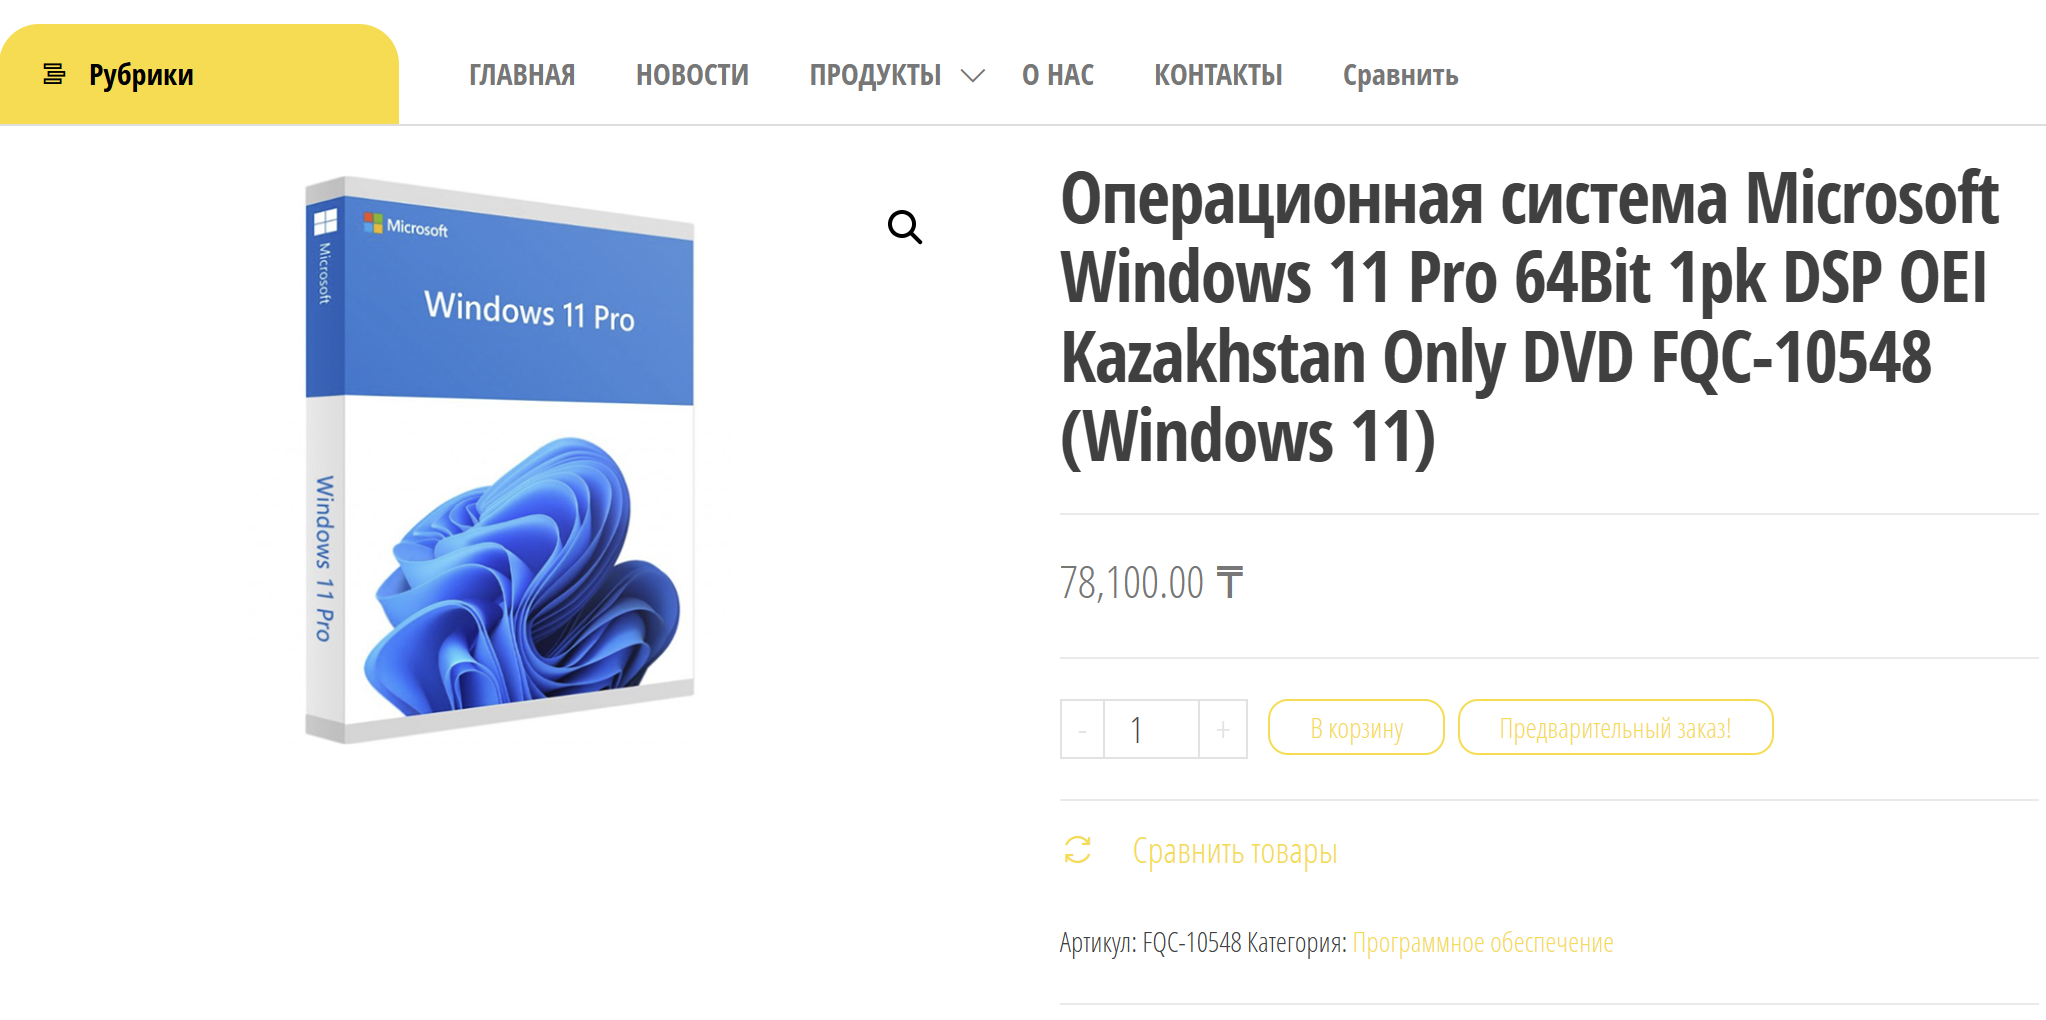 Рубрики
ГЛАВНАЯ
НОВОСТИ
ПРОДУКТЫ
О НАС
КОНТАКТЫ
Сравнить
Microsoft
Microsoft
Windows 11 Pro
Windows 11 Pro
Операционная система Microsoft
Windows 11 Pro 64Bit 1pk DSP OEI
Kazakhstan Only DVD FQC-10548
(Windows 11)
78,100.00 ₸
- 1 +
В корзину
Предварительный заказ!
Сравнить товары
Артикул: FQC-10548 Категория: Программное обеспечение